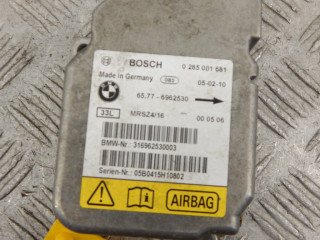 BOSCH 0 285 001 681
Made in Germany 05-02-10
65.77 - 6962530
33L MRSZ4/16 -- 00 05 06
BMW-Nr.: 316962530003
Serien-Nr.: 05B0415H10802
AIRBAG